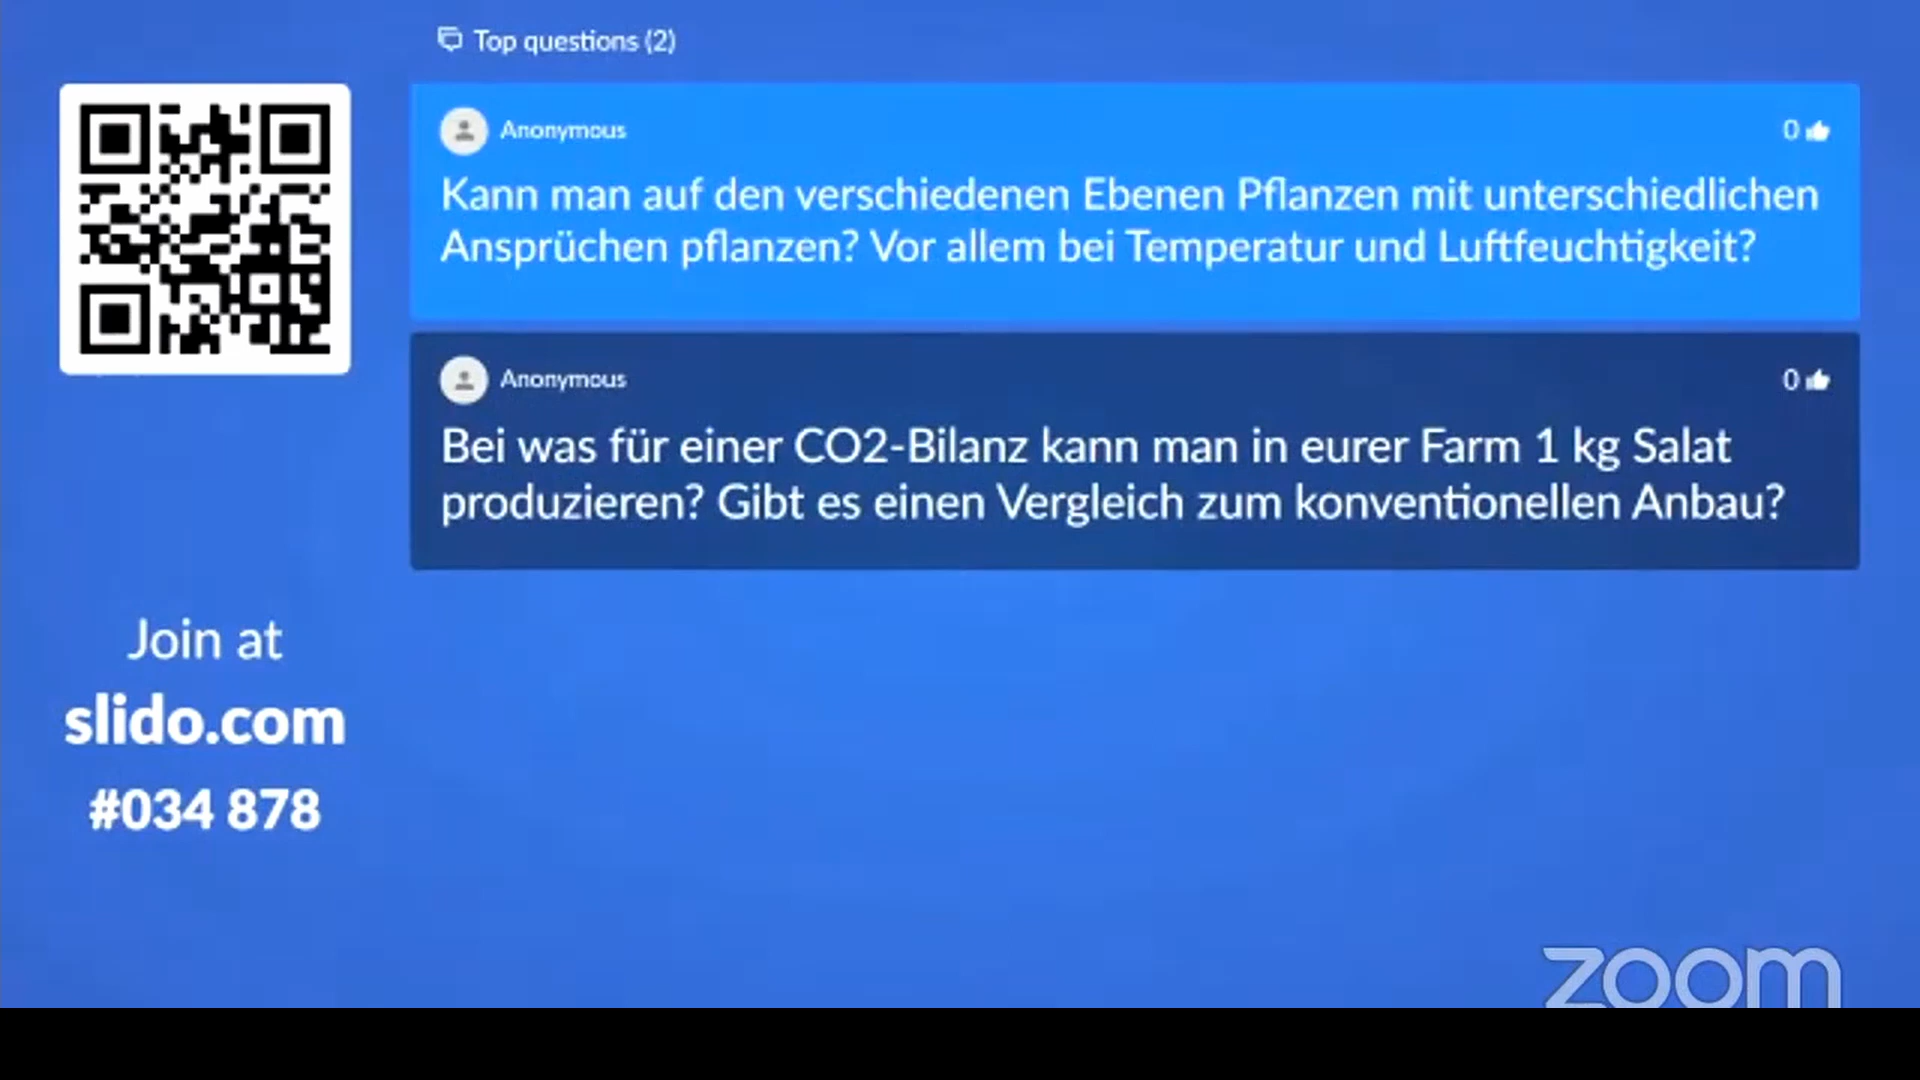 Top questions (2)
Anonymous
0
Kann man auf den verschiedenen Ebenen Pflanzen mit unterschiedlichen
Ansprüchen pflanzen? Vor allem bei Temperatur und Luftfeuchtigkeit?
Anonymous
0
Bei was für einer CO2-Bilanz kann man in eurer Farm 1 kg Salat
produzieren? Gibt es einen Vergleich zum konventionellen Anbau?
Join at
slido.com
#034 878
zoom